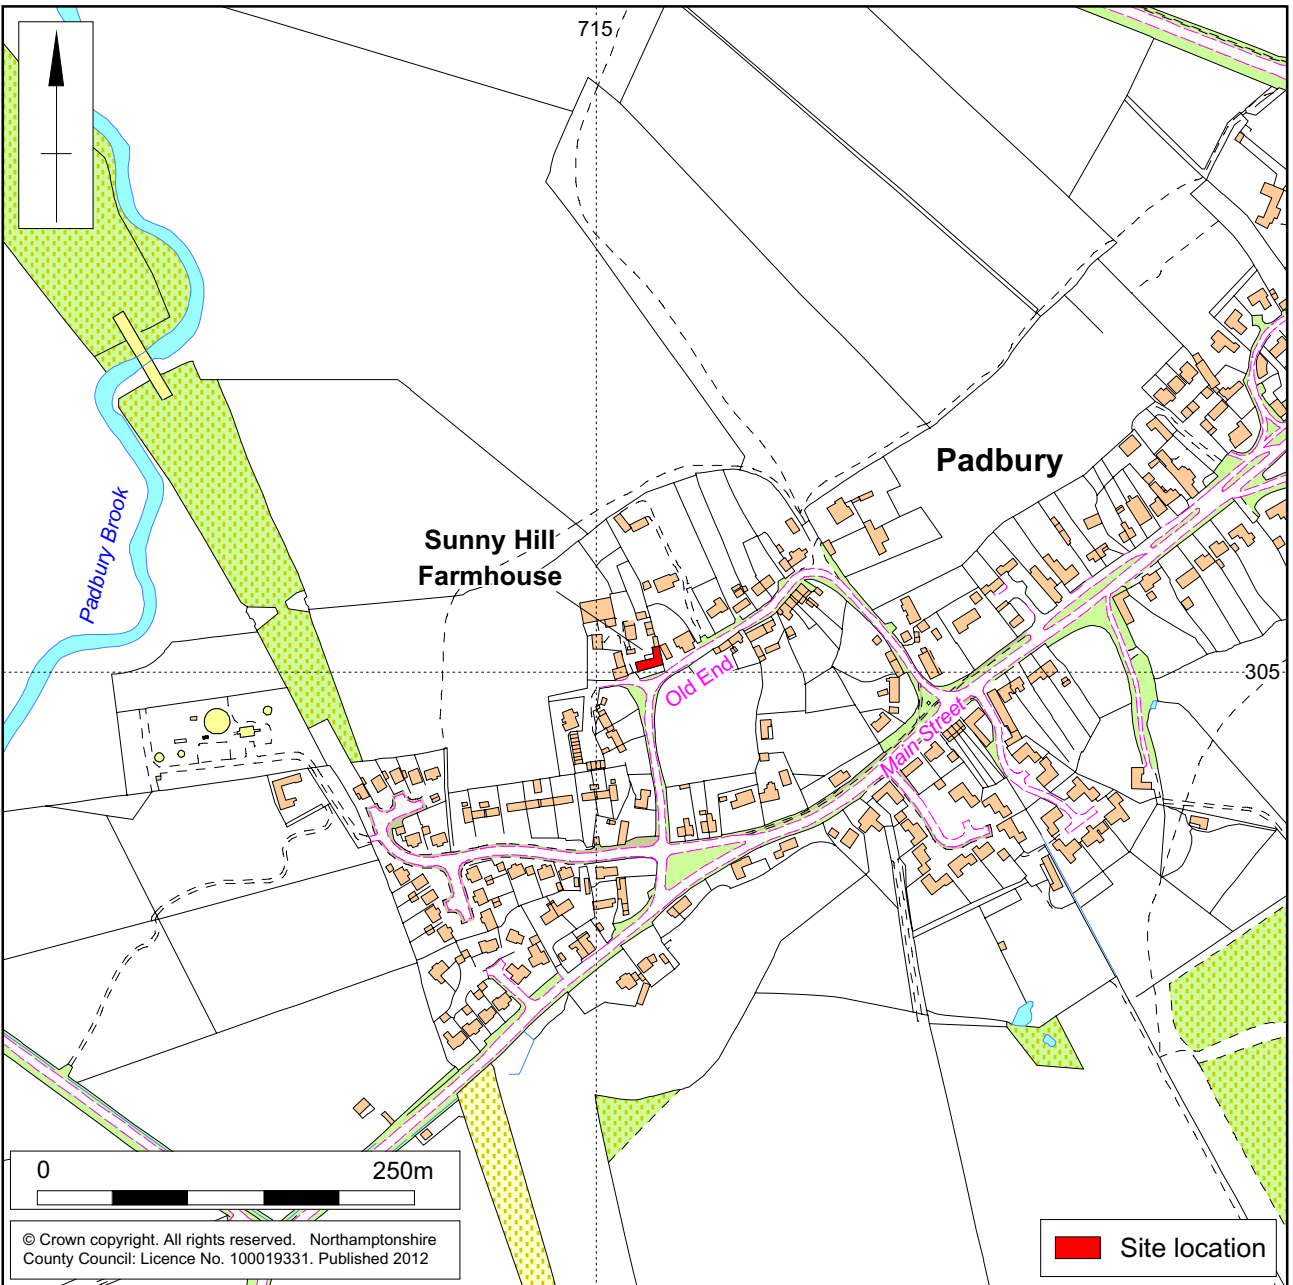 715
Padbury
Sunny Hill
Farmhouse
Padbury Brook
305
Old End
Main Street
0 250m
© Crown copyright. All rights reserved. Northamptonshire
County Council: Licence No. 100019331. Published 2012
Site location